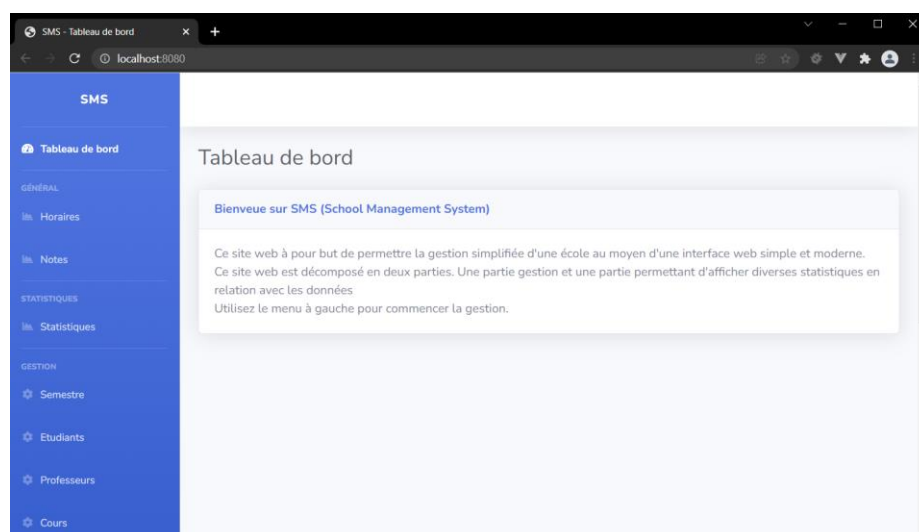 SMS - Tableau de bord
localhost:8080
SMS
Tableau de bord
GÉNÉRAL
Horaires
Notes
STATISTIQUES
Statistiques
GESTION
Semestre
Etudiants
Professeurs
Cours
Tableau de bord
Bienveue sur SMS (School Management System)
Ce site web à pour but de permettre la gestion simplifiée d'une école au moyen d'une interface web simple et moderne.
Ce site web est décomposé en deux parties. Une partie gestion et une partie permettant d'afficher diverses statistiques en
relation avec les données
Utilisez le menu à gauche pour commencer la gestion.